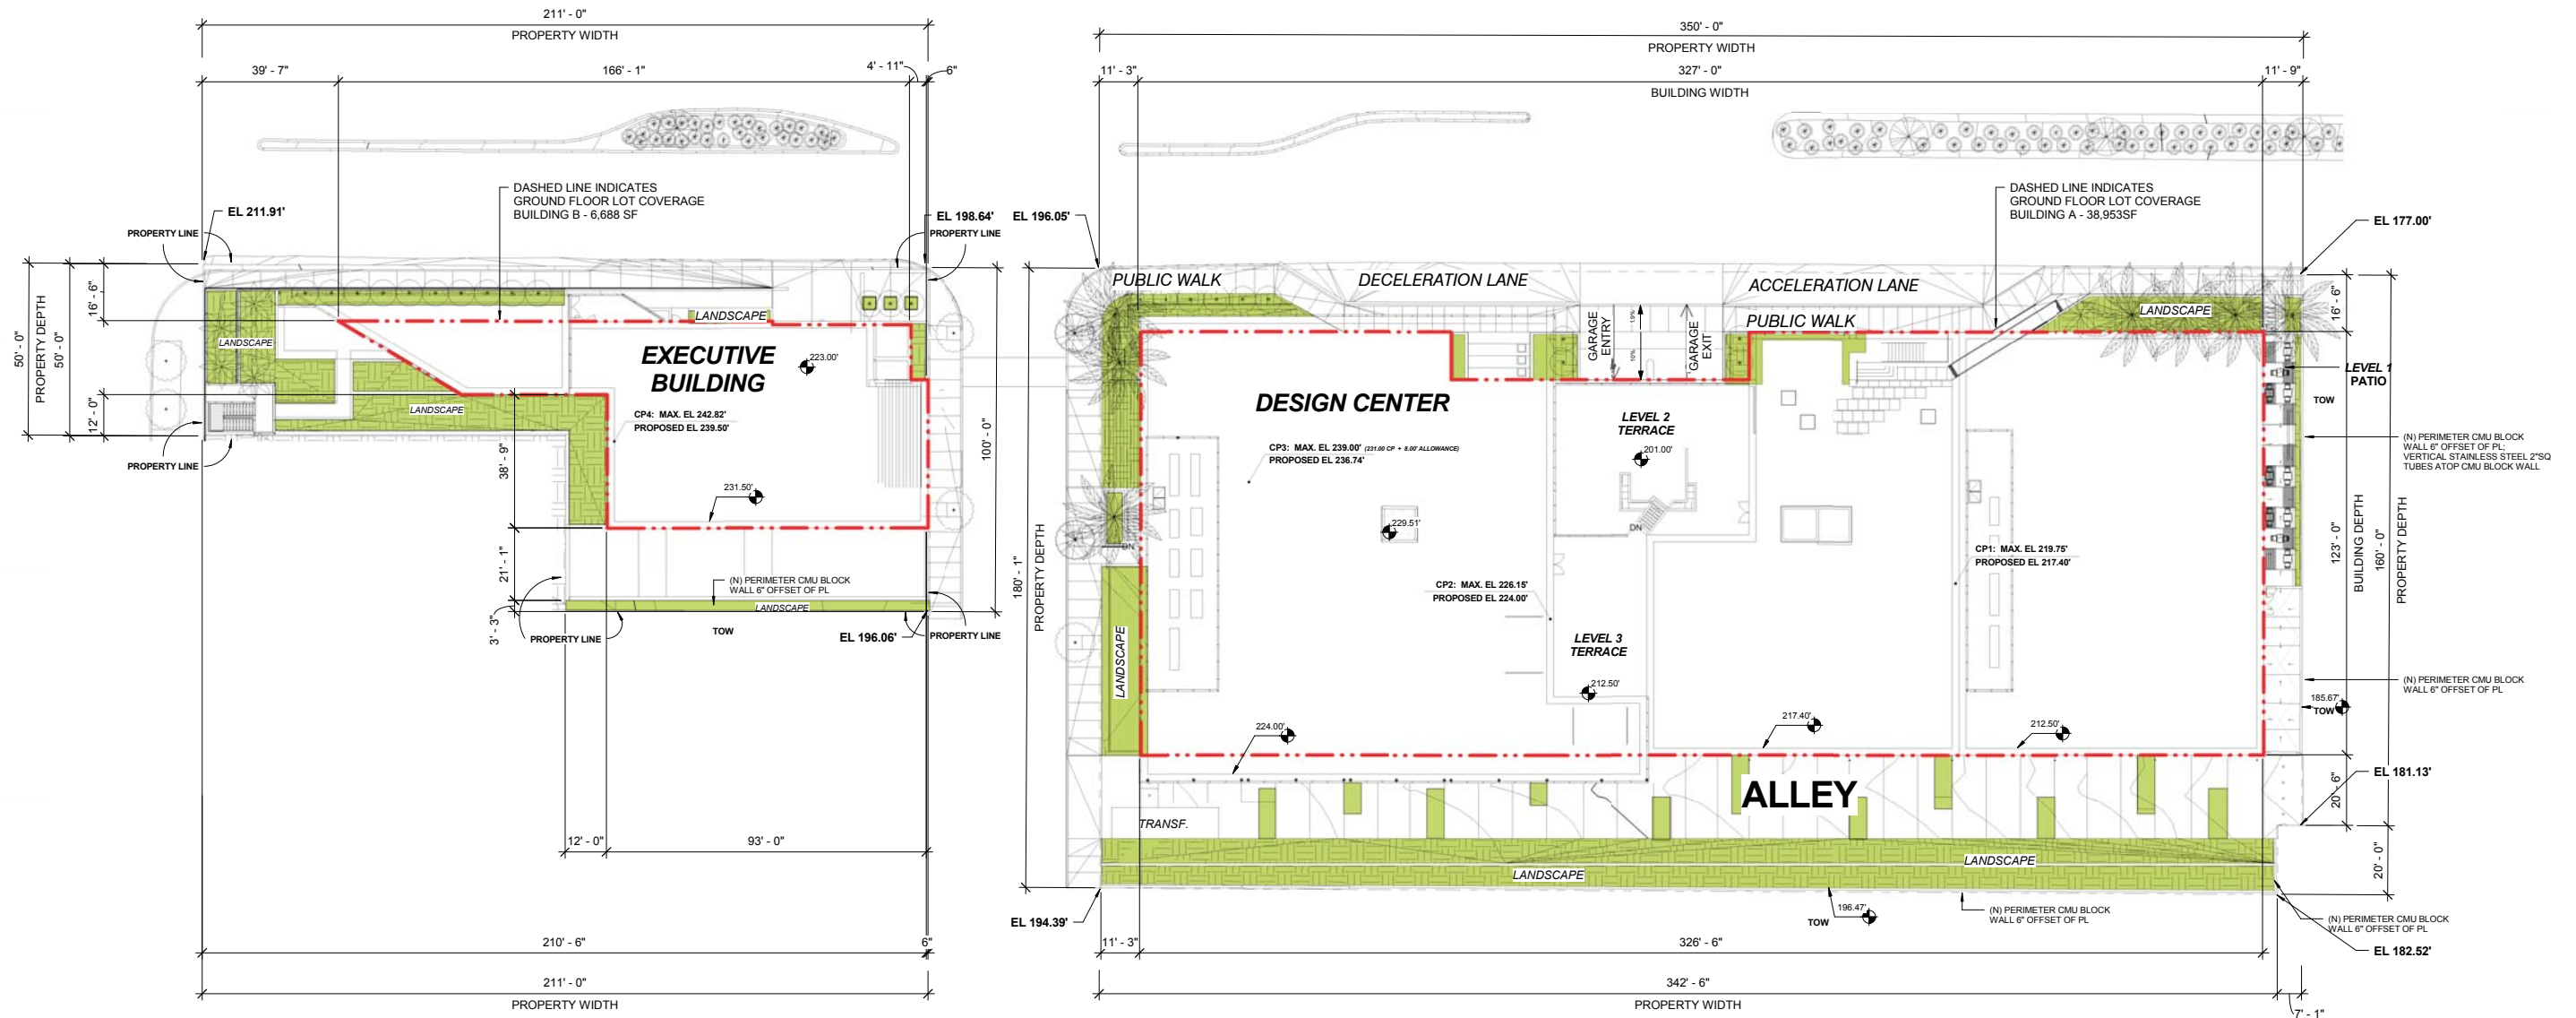 211' - 0"
PROPERTY WIDTH
39' - 7"
166' - 1"
4' - 11"
6"
350' - 0"
PROPERTY WIDTH
11' - 3"
327' - 0"
11' - 9"
BUILDING WIDTH
DASHED LINE INDICATES
GROUND FLOOR LOT COVERAGE
BUILDING B - 6,688 SF
EL 211.91'
PROPERTY LINE
EL 198.64'
PROPERTY LINE
50' - 0"
PROPERTY DEPTH
50' - 0"
16' - 6"
12' - 0"
LANDSCAPE
LANDSCAPE
LANDSCAPE
EXECUTIVE
BUILDING
223.00'
CP4: MAX. EL 242.82'
PROPOSED EL 239.50'
231.50'
PROPERTY LINE
38' - 9"
21' - 1"
3' - 3"
100' - 0"
(N) PERIMETER CMU BLOCK
WALL 6" OFFSET OF PL
LANDSCAPE
PROPERTY LINE
TOW
EL 196.06'
PROPERTY LINE
12' - 0"
93' - 0"
210' - 6"
6"
211' - 0"
PROPERTY WIDTH
DASHED LINE INDICATES
GROUND FLOOR LOT COVERAGE
BUILDING A - 38,953SF
EL 196.05'
EL 177.00'
PUBLIC WALK
DECELERATION LANE
ACCELERATION LANE
PUBLIC WALK
LANDSCAPE
GARAGE
ENTRY
1.9%
10%
GARAGE
EXIT
180' - 1"
PROPERTY DEPTH
DESIGN CENTER
CP3: MAX. EL 239.00' (231.00 CP + 8.00' ALLOWANCE)
PROPOSED EL 236.74'
229.51'
LEVEL 2
TERRACE
201.00'
DN
DN
CP2: MAX. EL 226.15'
PROPOSED EL 224.00'
CP1: MAX. EL 219.75'
PROPOSED EL 217.40'
LEVEL 3
TERRACE
212.50'
LANDSCAPE
224.00'
217.40'
212.50'
LEVEL 1
PATIO
TOW
16' - 6"
123' - 0"
BUILDING DEPTH
160' - 0"
PROPERTY DEPTH
20' - 6"
20' - 0"
(N) PERIMETER CMU BLOCK
WALL 6" OFFSET OF PL;
VERTICAL STAINLESS STEEL 2"SQ
TUBES ATOP CMU BLOCK WALL
(N) PERIMETER CMU BLOCK
WALL 6" OFFSET OF PL
185.67'
TOW
EL 181.13'
ALLEY
TRANSF.
LANDSCAPE
LANDSCAPE
EL 194.39'
196.47'
TOW
(N) PERIMETER CMU BLOCK
WALL 6" OFFSET OF PL
(N) PERIMETER CMU BLOCK
WALL 6" OFFSET OF PL
EL 182.52'
11' - 3"
326' - 6"
342' - 6"
PROPERTY WIDTH
7' - 1"